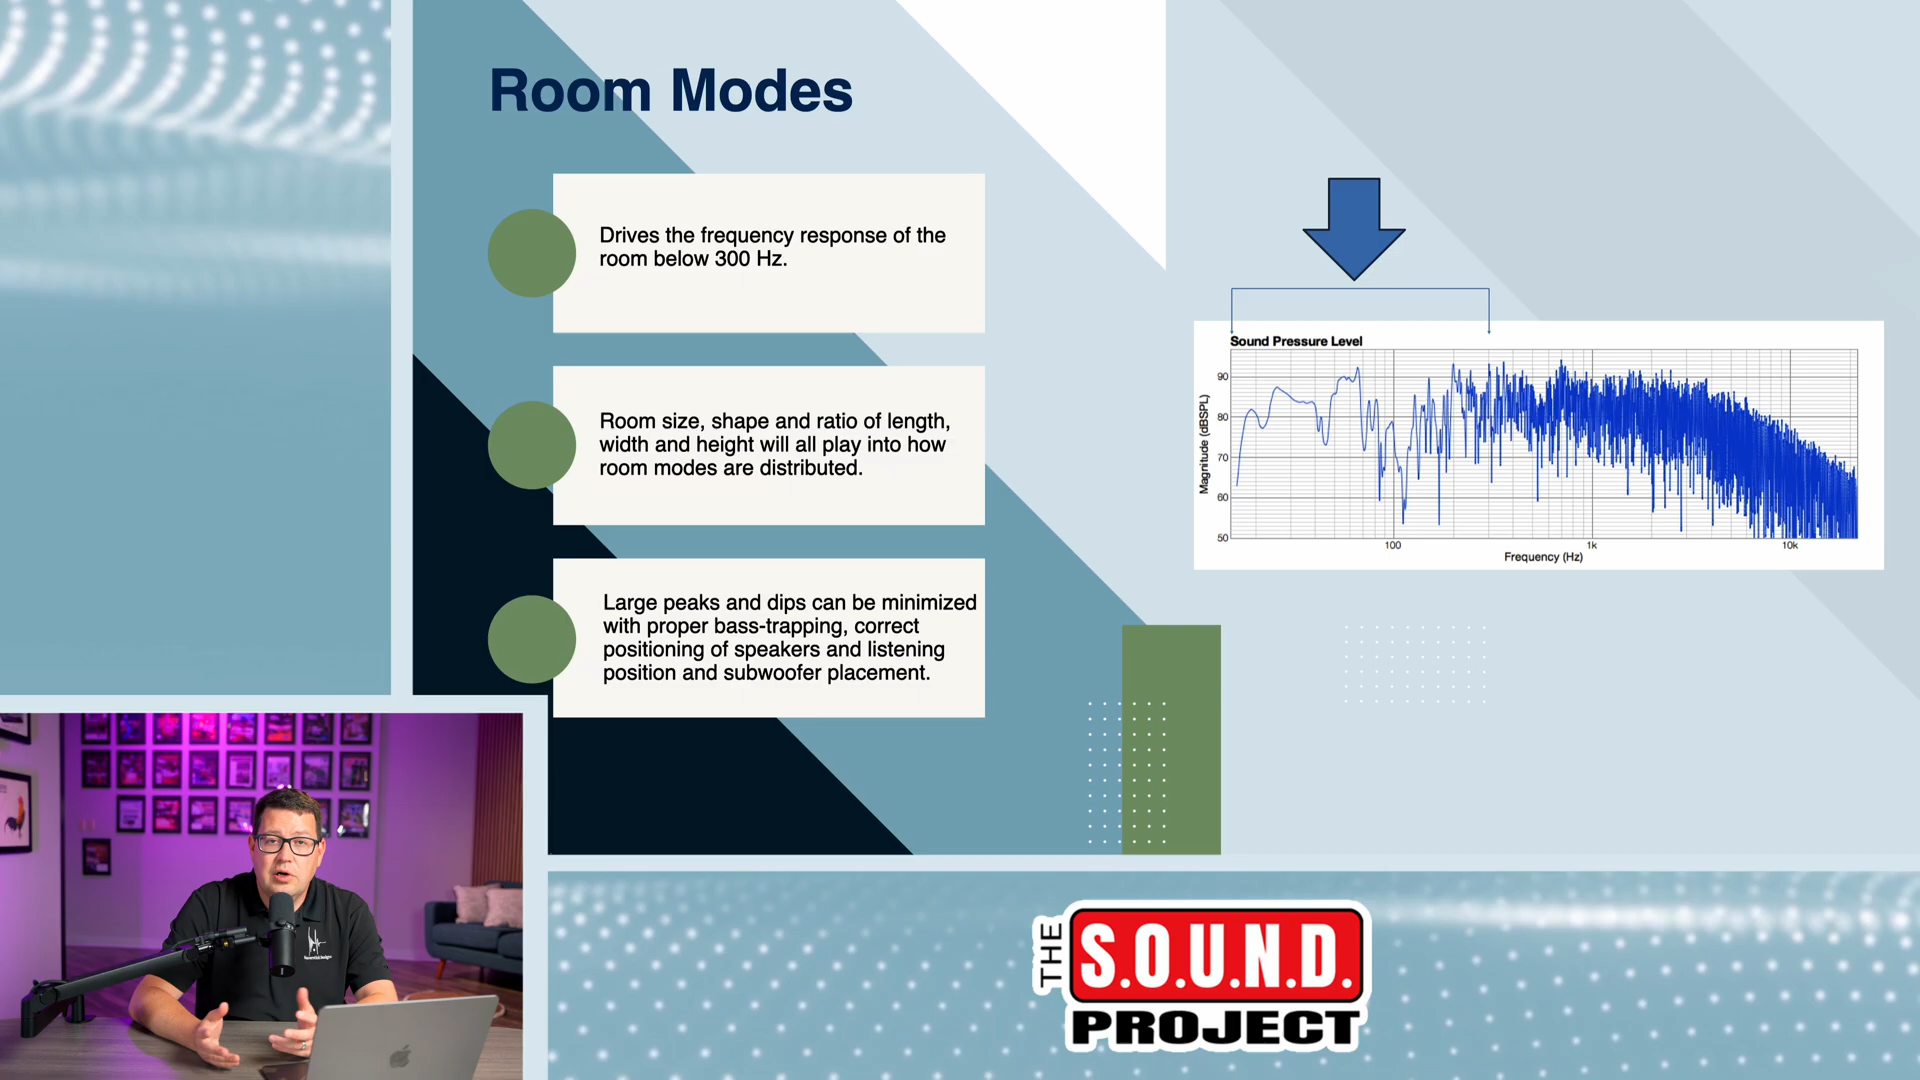 Room Modes
Drives the frequency response of the
room below 300 Hz.
Room size, shape and ratio of length,
width and height will all play into how
room modes are distributed.
Large peaks and dips can be minimized
with proper bass-trapping, correct
positioning of speakers and listening
position and subwoofer placement.
Sound Pressure Level
Magnitude (dBSPL)
90
80
70
60
50
100
1k
10k
Frequency (Hz)
THE
S.O.U.N.D.
PROJECT